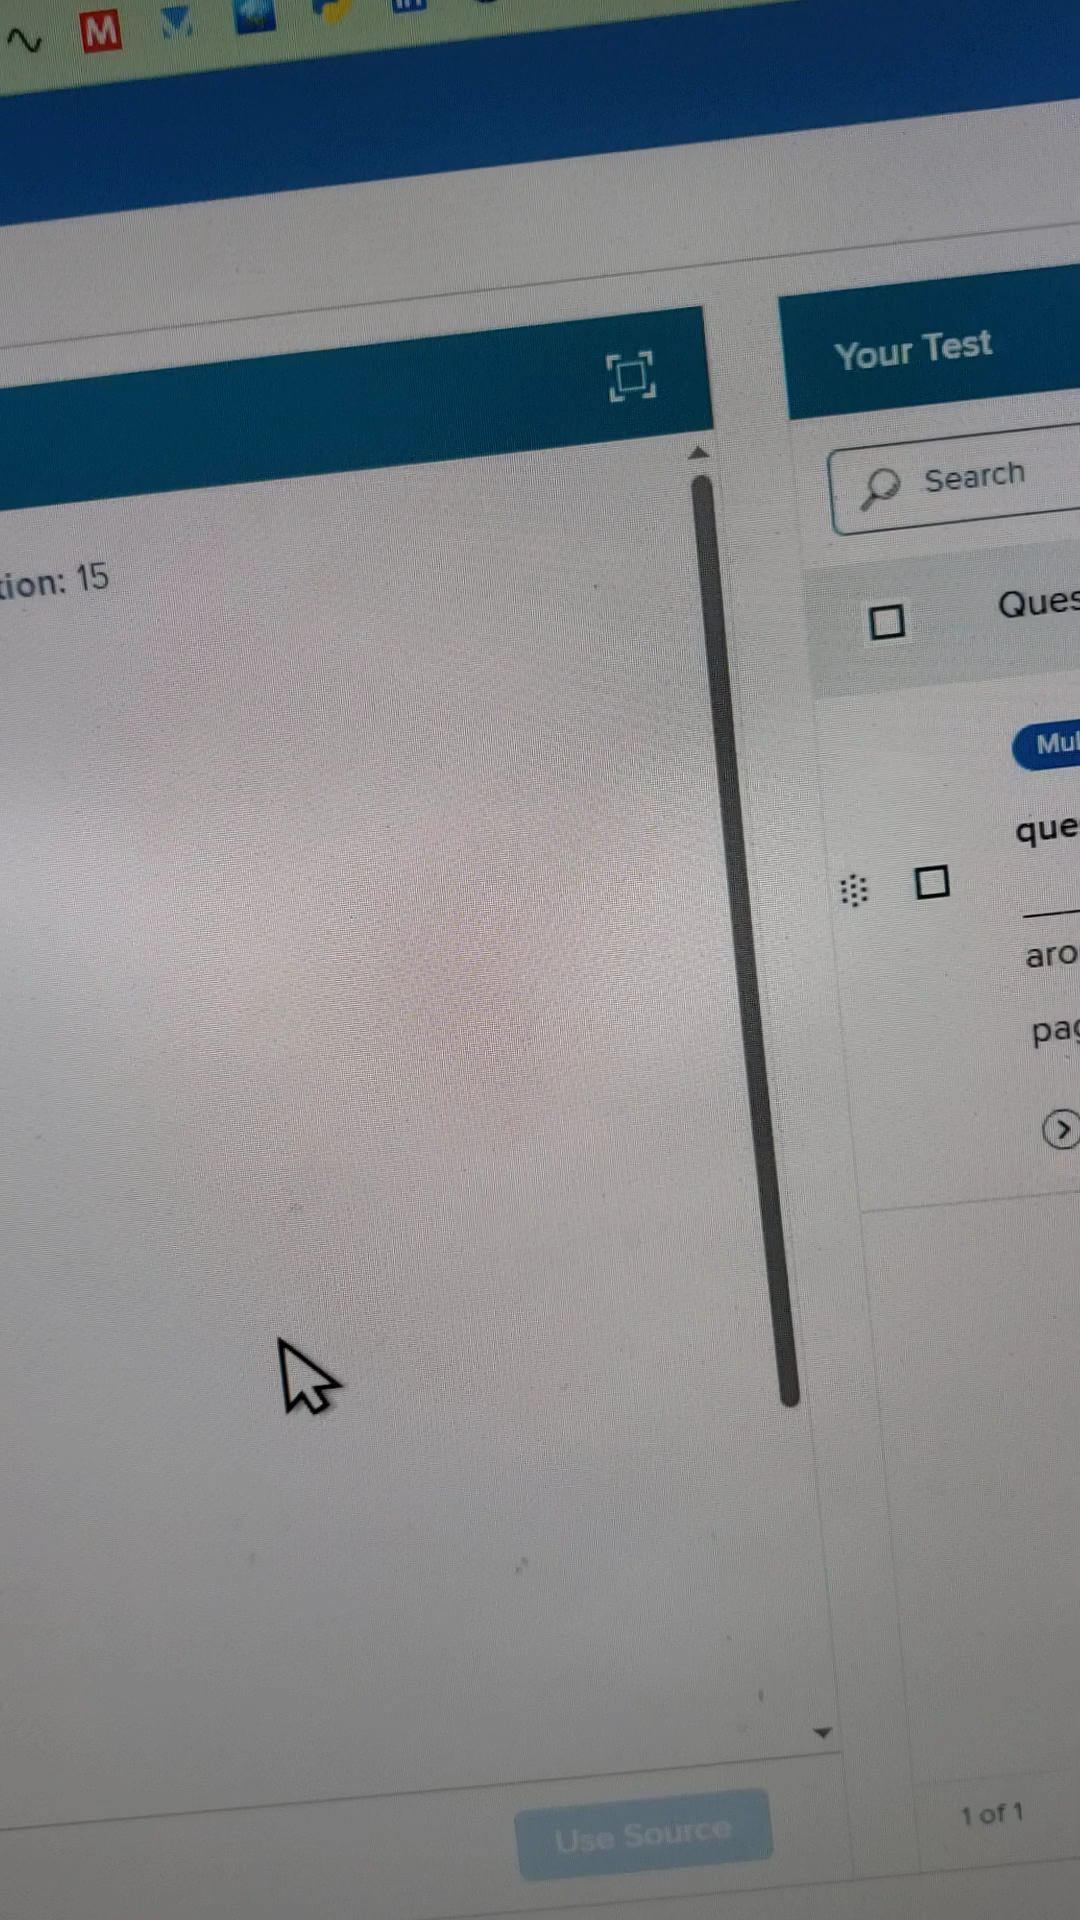 M
Your Test
Search
tion: 15
Ques
Mul
que
aro
pag
Use Source
1 of 1